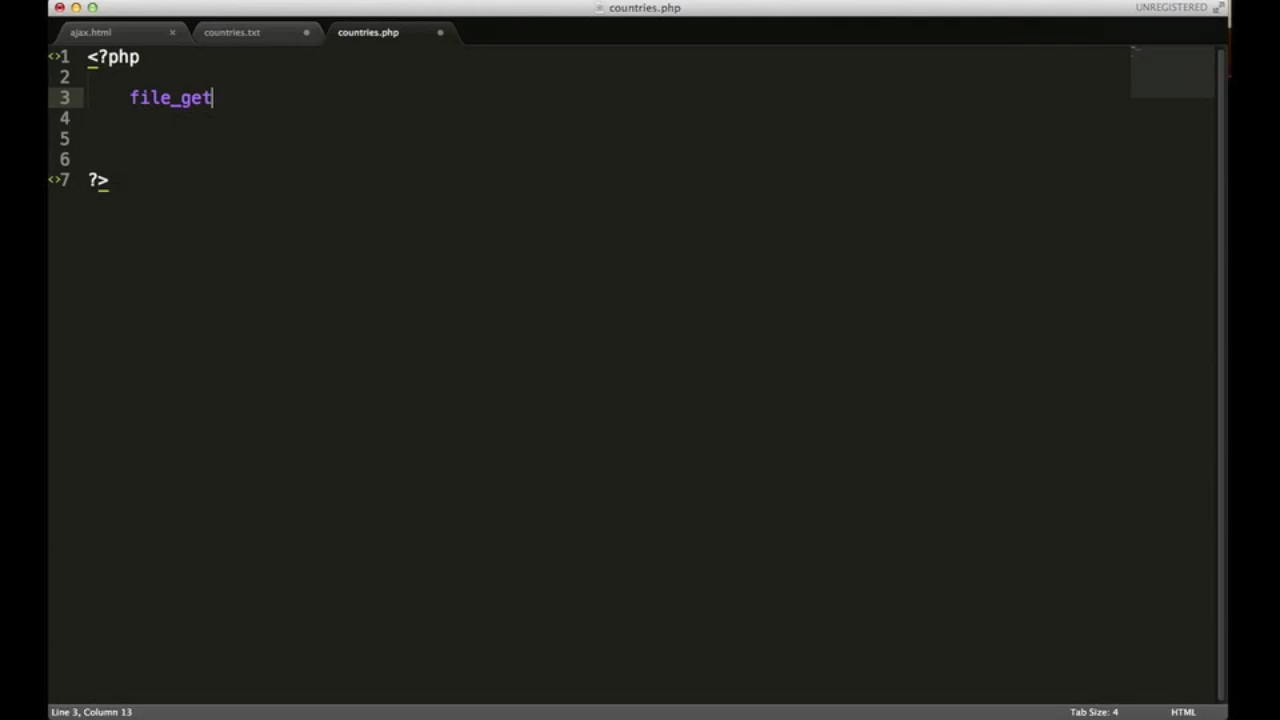 countries.php
UNREGISTERED
ajax.html
countries.txt
countries.php
1 <?php
2
3 file_get
4
5
6
7 ?>
Line 3, Column 13
Tab Size: 4
HTML